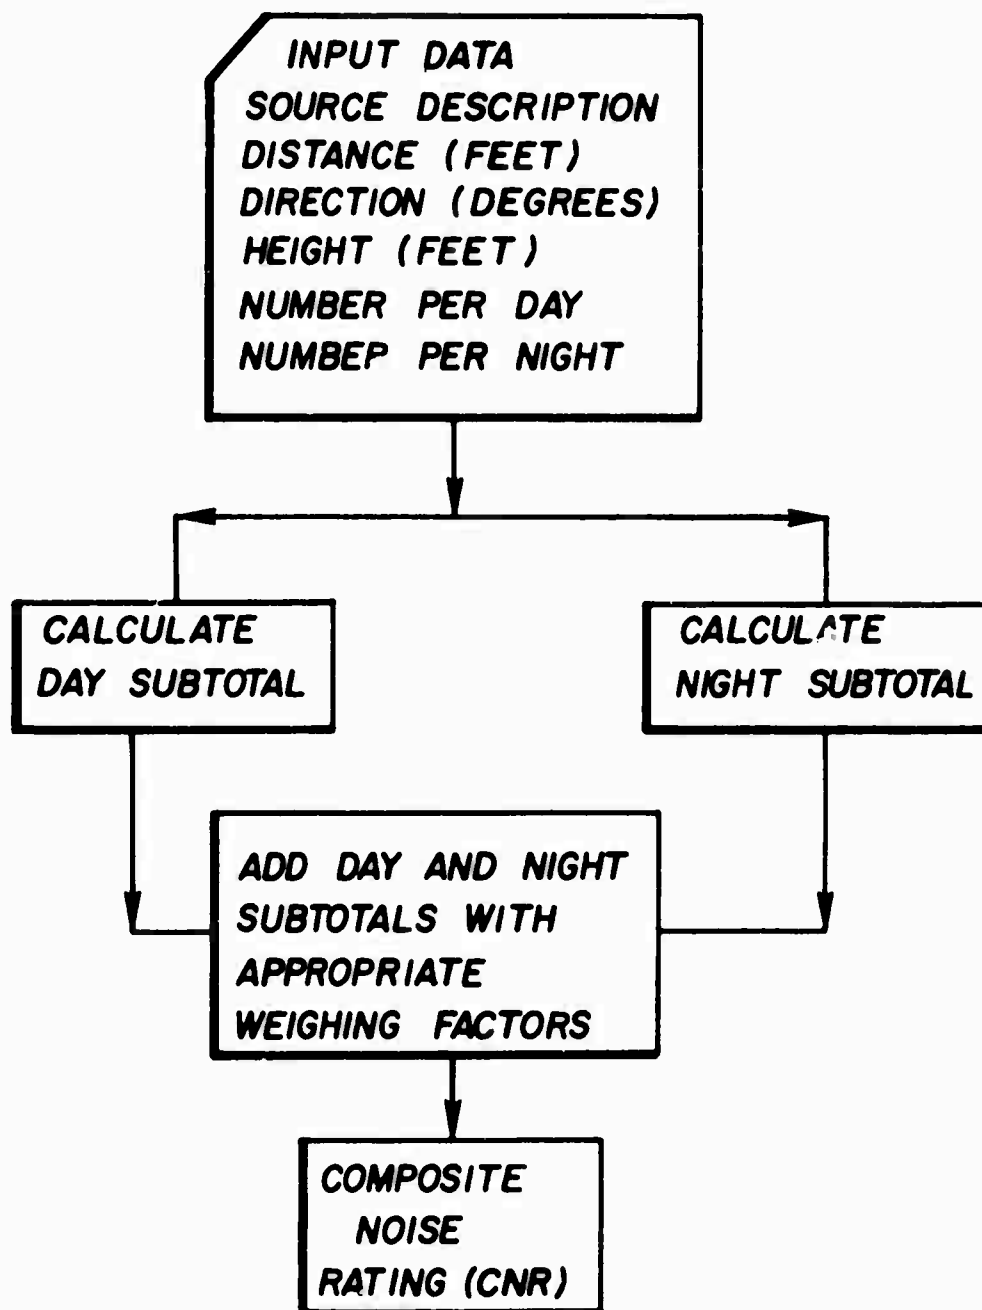 INPUT DATA
SOURCE DESCRIPTION
DISTANCE (FEET)
DIRECTION (DEGREES)
HEIGHT (FEET)
NUMBER PER DAY
NUMBEP PER NIGHT
CALCULATE
DAY SUBTOTAL
CALCULATE
NIGHT SUBTOTAL
ADD DAY AND NIGHT
SUBTOTALS WITH
APPROPRIATE
WEIGHING FACTORS
COMPOSITE
NOISE
RATING (CNR)